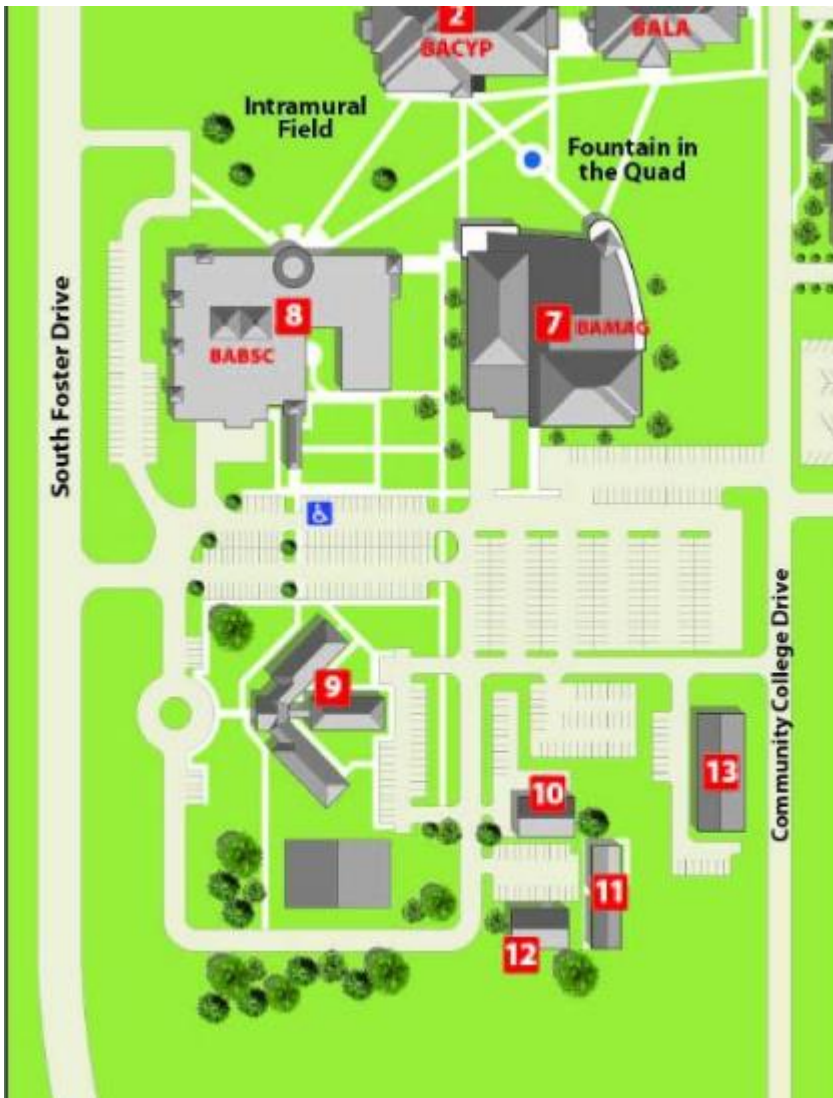 2
BACYP
BALA
Intramural
Field
Fountain in
the Quad
South Foster Drive
8
BABSC
7
BAMAG
Community College Drive
9
10
13
11
12